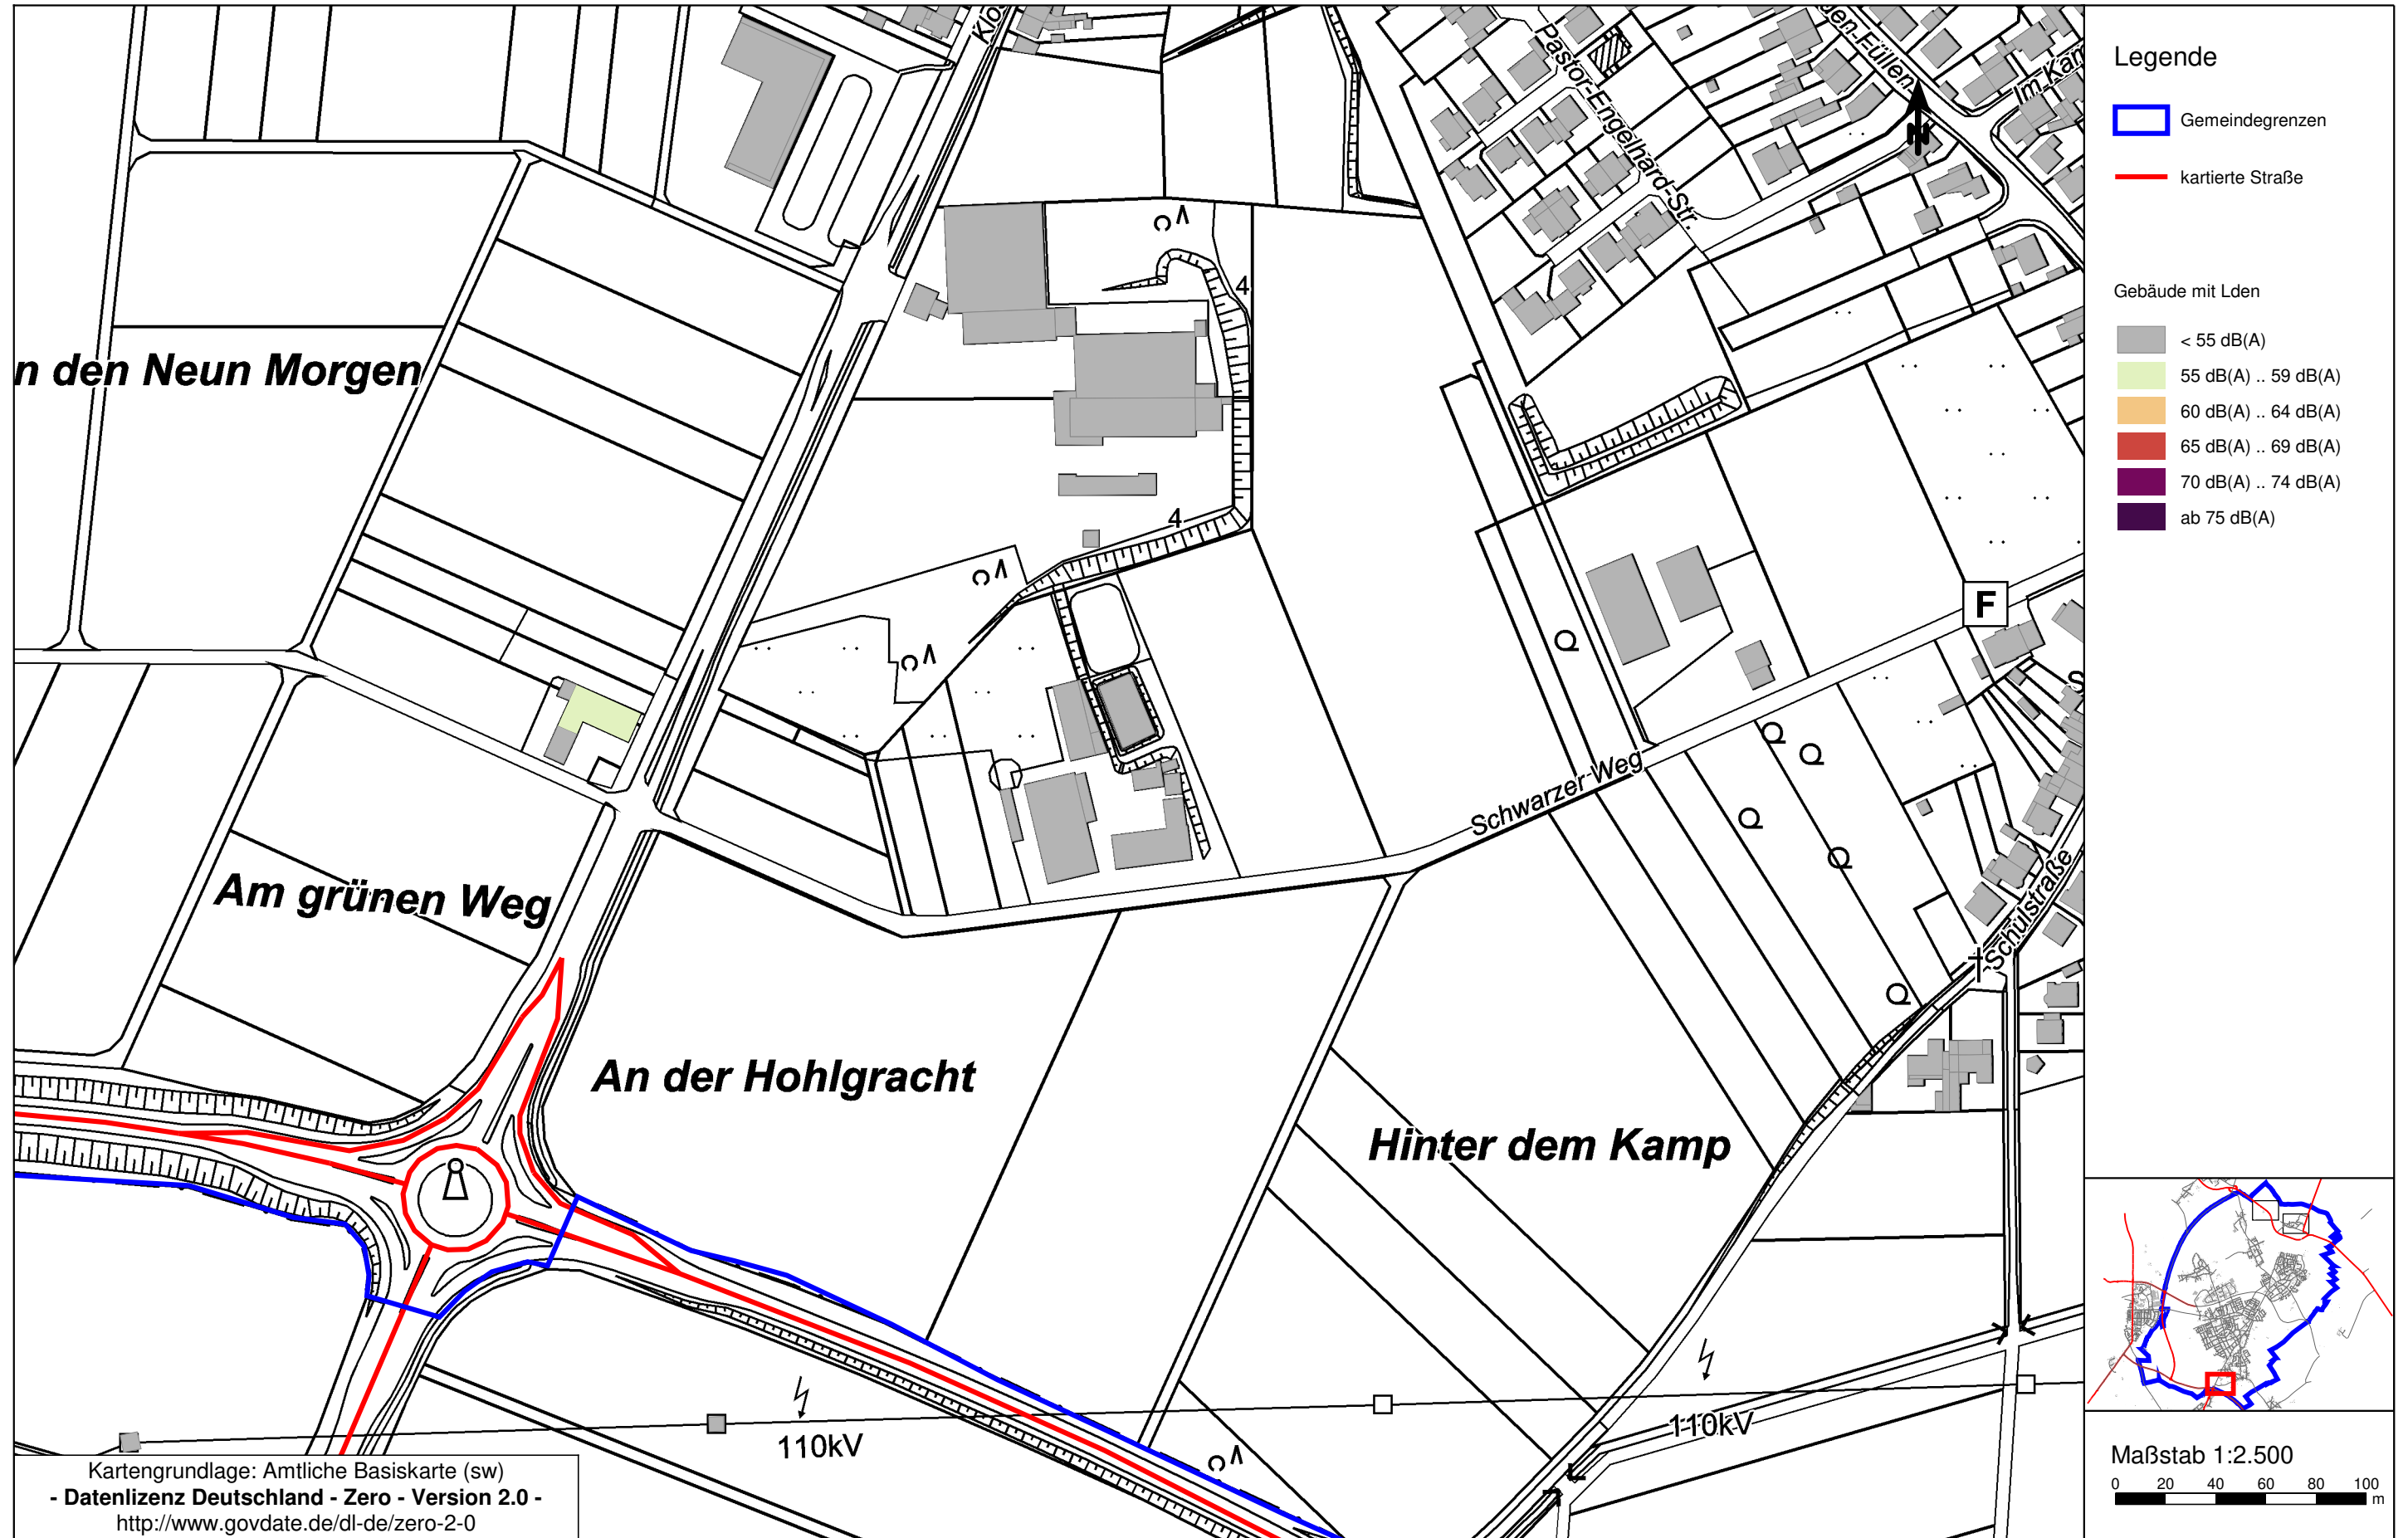 Pastor-Engelhard-Str.
n den Neun Morgen
4
4
F
Schwarzer-Weg
Am grünen Weg
Schulstraße
An der Hohlgracht
Hinter dem Kamp
110kV
110kV
Kartengrundlage: Amtliche Basiskarte (sw)
- Datenlizenz Deutschland - Zero - Version 2.0 -
http://www.govdate.de/dl-de/zero-2-0
Legende
Gemeindegrenzen
kartierte Straße
Gebäude mit Lden
< 55 dB(A)
55 dB(A) .. 59 dB(A)
60 dB(A) .. 64 dB(A)
65 dB(A) .. 69 dB(A)
70 dB(A) .. 74 dB(A)
ab 75 dB(A)
Maßstab 1:2.500
0 20 40 60 80 100
m